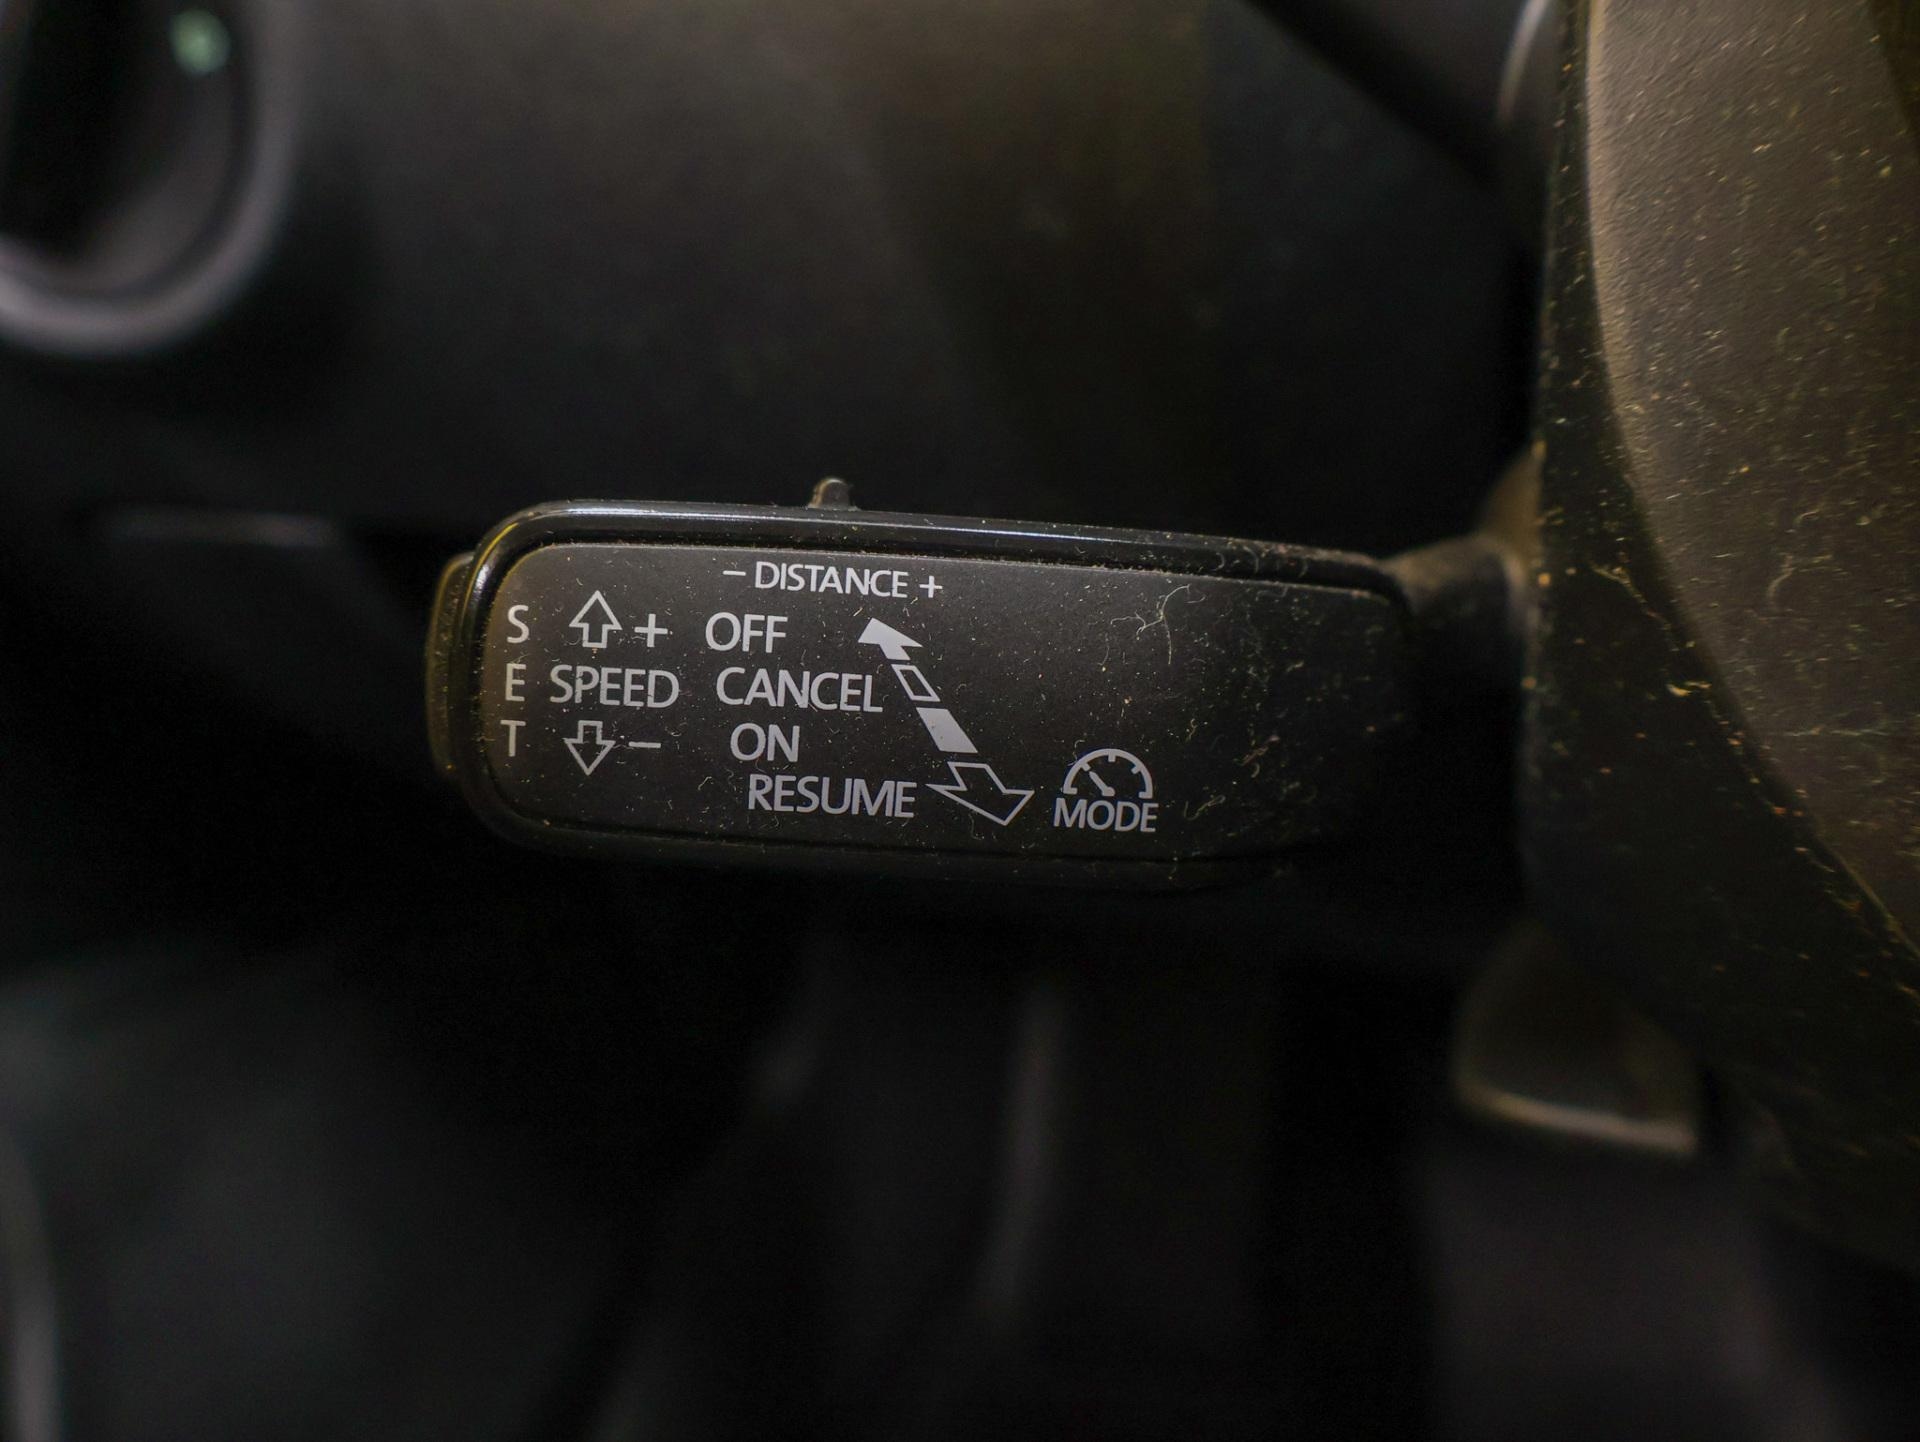 – DISTANCE +
S + OFF
E SPEED CANCEL
T – ON
RESUME
MODE